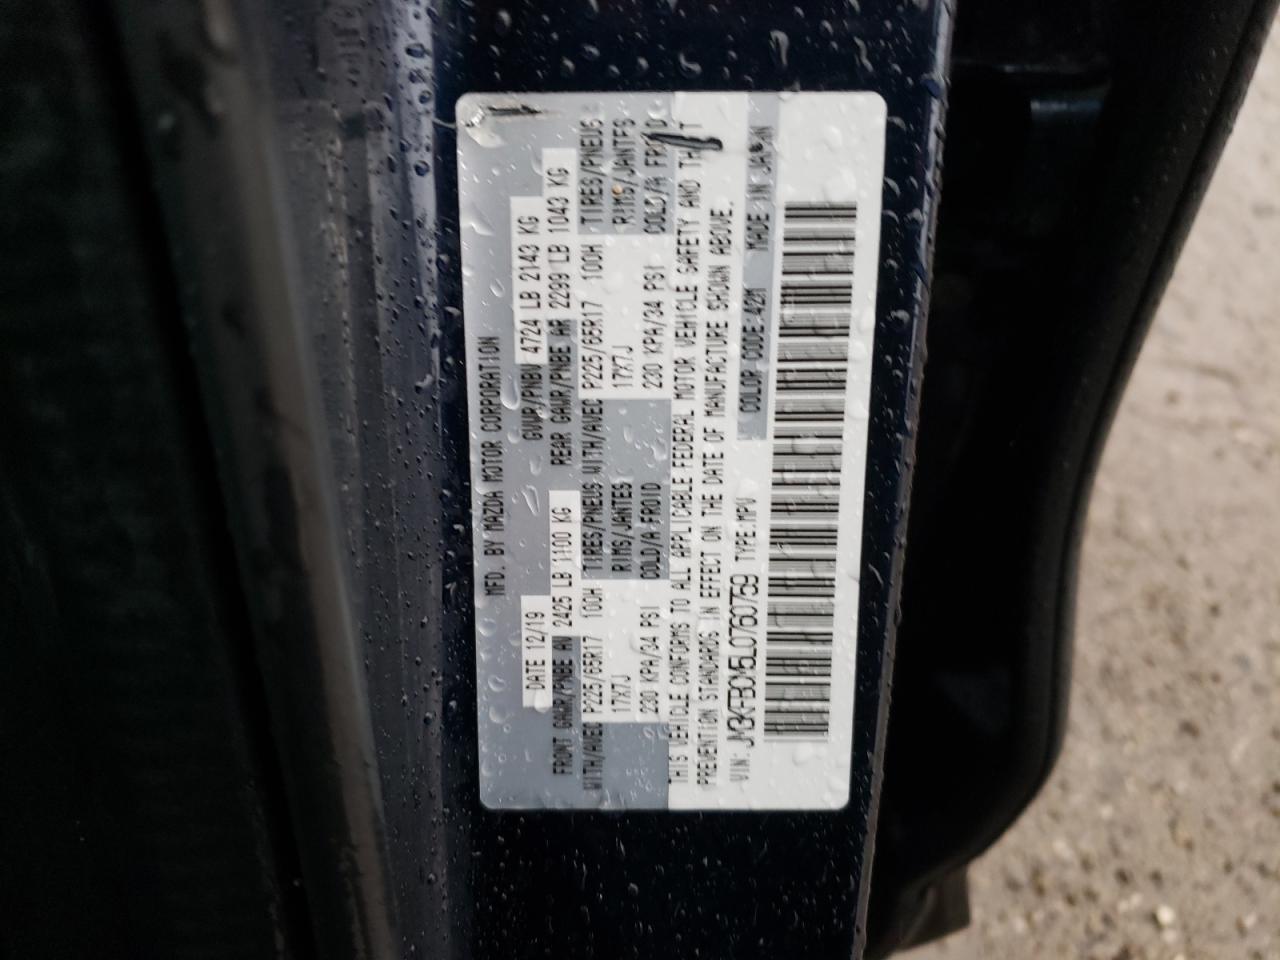 MFD. BY MAZDA MOTOR CORPORATION
DATE 12/19 GVWR/PNBV 4724 LB 2143 KG
FRONT GAWR/PNBE AV 2425 LB 1100 KG REAR GAWR/PNBE AR 2299 LB 1043 KG
WITH/AVEC P225/65R17 100H TIRES/PNEUS WITH/AVEC P225/65R17 100H TIRES/PNEUS
17X7J RIMS/JANTES 17X7J RIMS/JANTES
230 KPA/34 PSI COLD/A FROID 230 KPA/34 PSI COLD/A FROID
THIS VEHICLE CONFORMS TO ALL APPLICABLE FEDERAL MOTOR VEHICLE SAFETY AND THEFT
PREVENTION STANDARDS IN EFFECT ON THE DATE OF MANUFACTURE SHOWN ABOVE.
VIN: JM3KFBCM5L0760759 TYPE:MPV COLOR CODE:42M MADE IN JAPAN